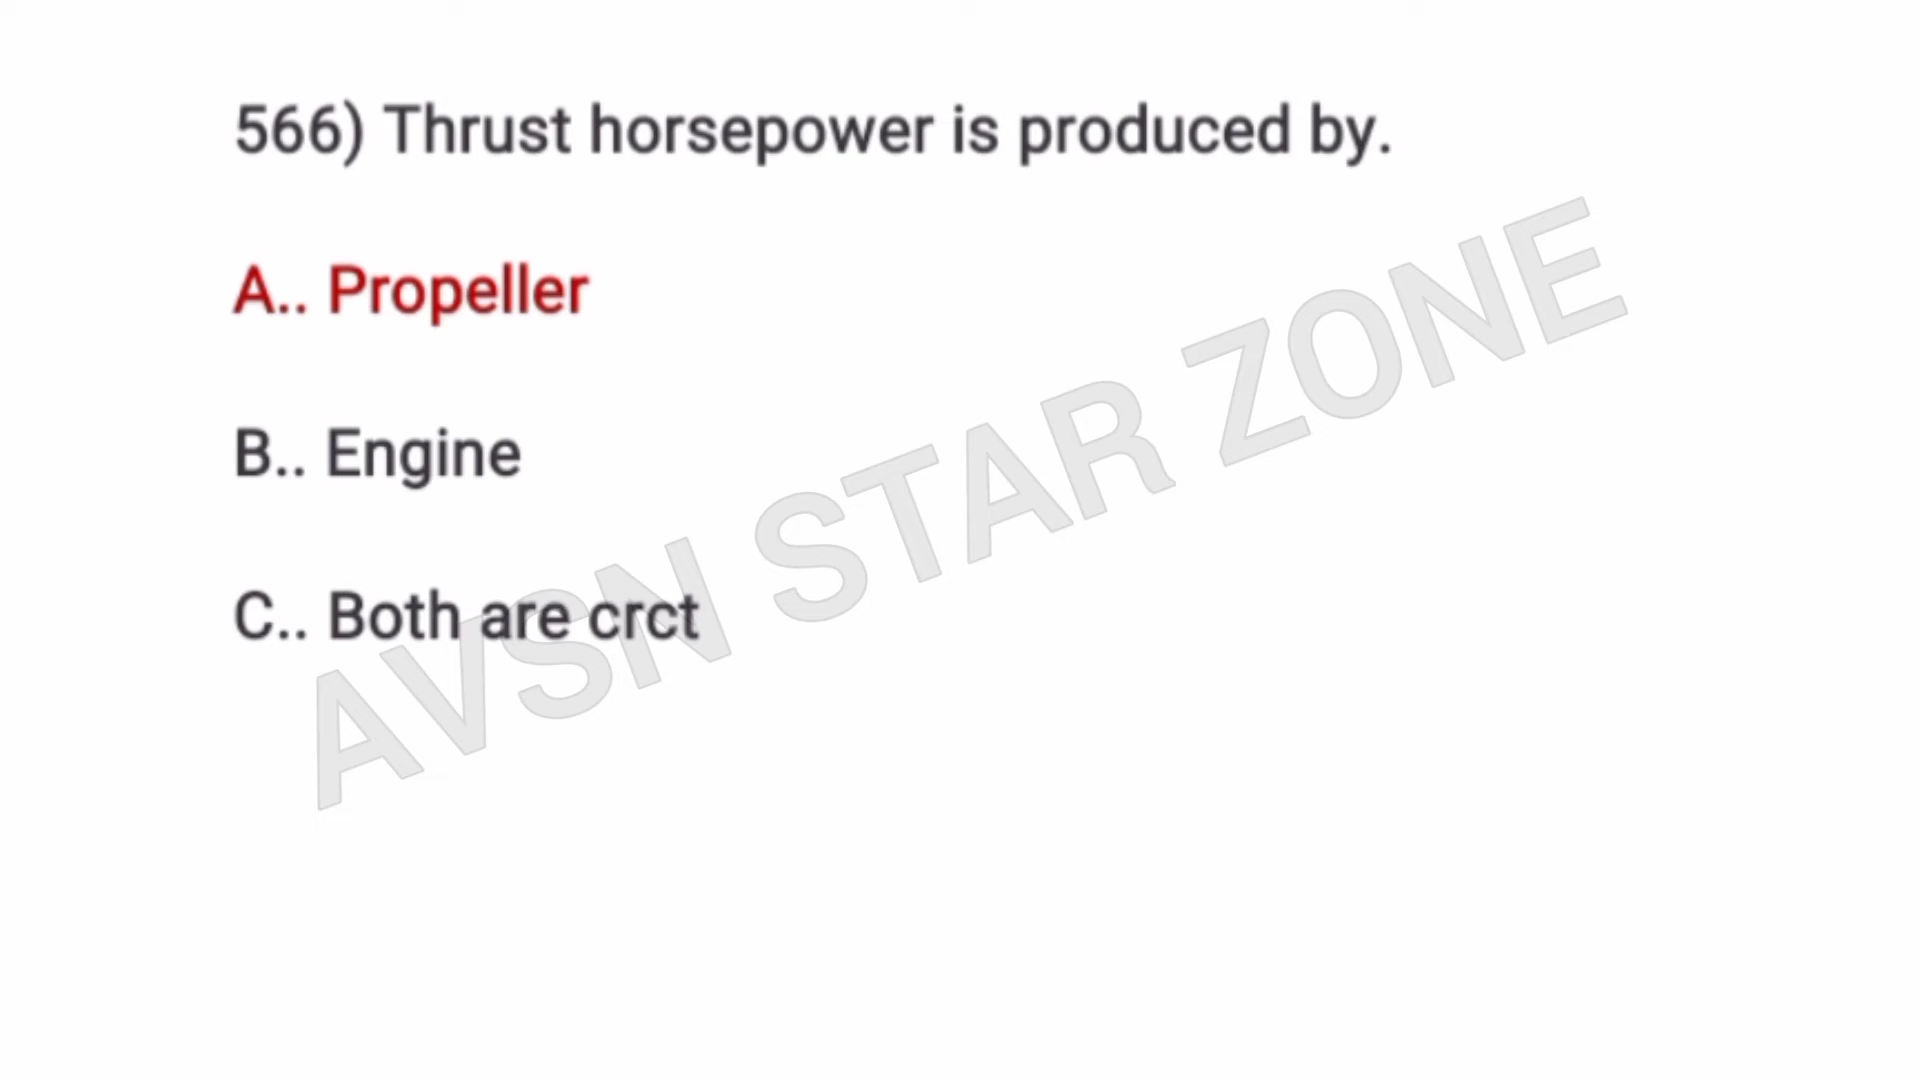 566) Thrust horsepower is produced by.
A.. Propeller
B.. Engine
C.. Both are crct
AVSN STAR ZONE